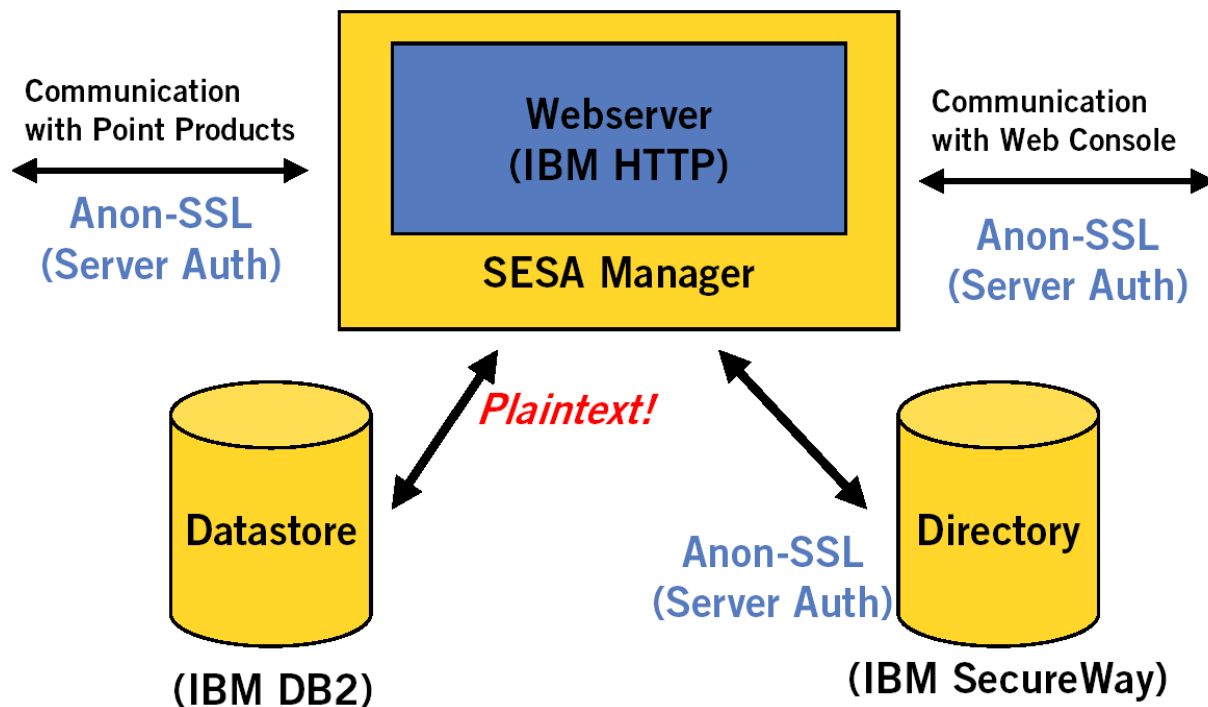 Communication
with Point Products
Anon-SSL
(Server Auth)
Webserver
(IBM HTTP)
SESA Manager
Communication
with Web Console
Anon-SSL
(Server Auth)
Plaintext!
Datastore
(IBM DB2)
Anon-SSL
(Server Auth)
Directory
(IBM SecureWay)